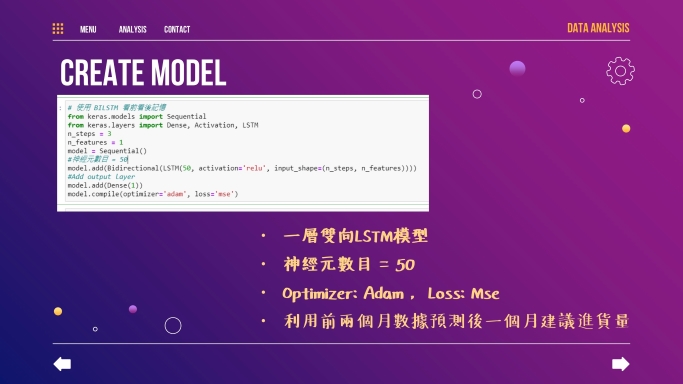 MENU ANALYSIS CONTACT DATA ANALYSIS
CREATE MODEL
# 使用 BILSTM 看前看後記憶
from keras.models import Sequential
from keras.layers import Dense, Activation, LSTM
n_steps = 3
n_features = 1
model = Sequential()
#神經元數目 = 50
model.add(Bidirectional(LSTM(50, activation='relu', input_shape=(n_steps, n_features))))
#Add output layer
model.add(Dense(1))
model.compile(optimizer='adam', loss='mse')
• 一層雙向LSTM模型
• 神經元數目 = 50
• Optimizer: Adam , Loss: Mse
• 利用前兩個月數據預測後一個月建議進貨量